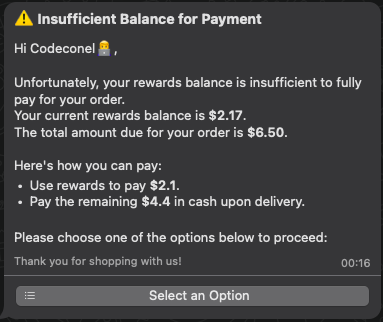 ⚠️ Insufficient Balance for Payment
Hi Codeconel👨‍💻,
Unfortunately, your rewards balance is insufficient to fully
pay for your order.
Your current rewards balance is $2.17.
The total amount due for your order is $6.50.
Here's how you can pay:
• Use rewards to pay $2.1.
• Pay the remaining $4.4 in cash upon delivery.
Please choose one of the options below to proceed:
Thank you for shopping with us!
00:16
Select an Option